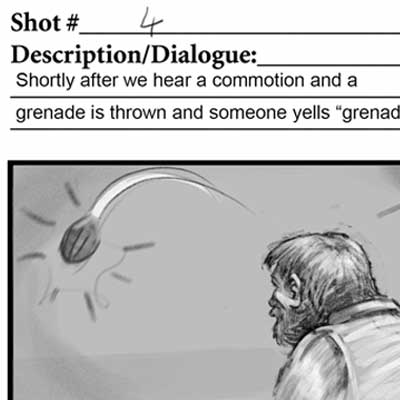 Shot # 4
Description/Dialogue:
Shortly after we hear a commotion and a
grenade is thrown and someone yells “grenad